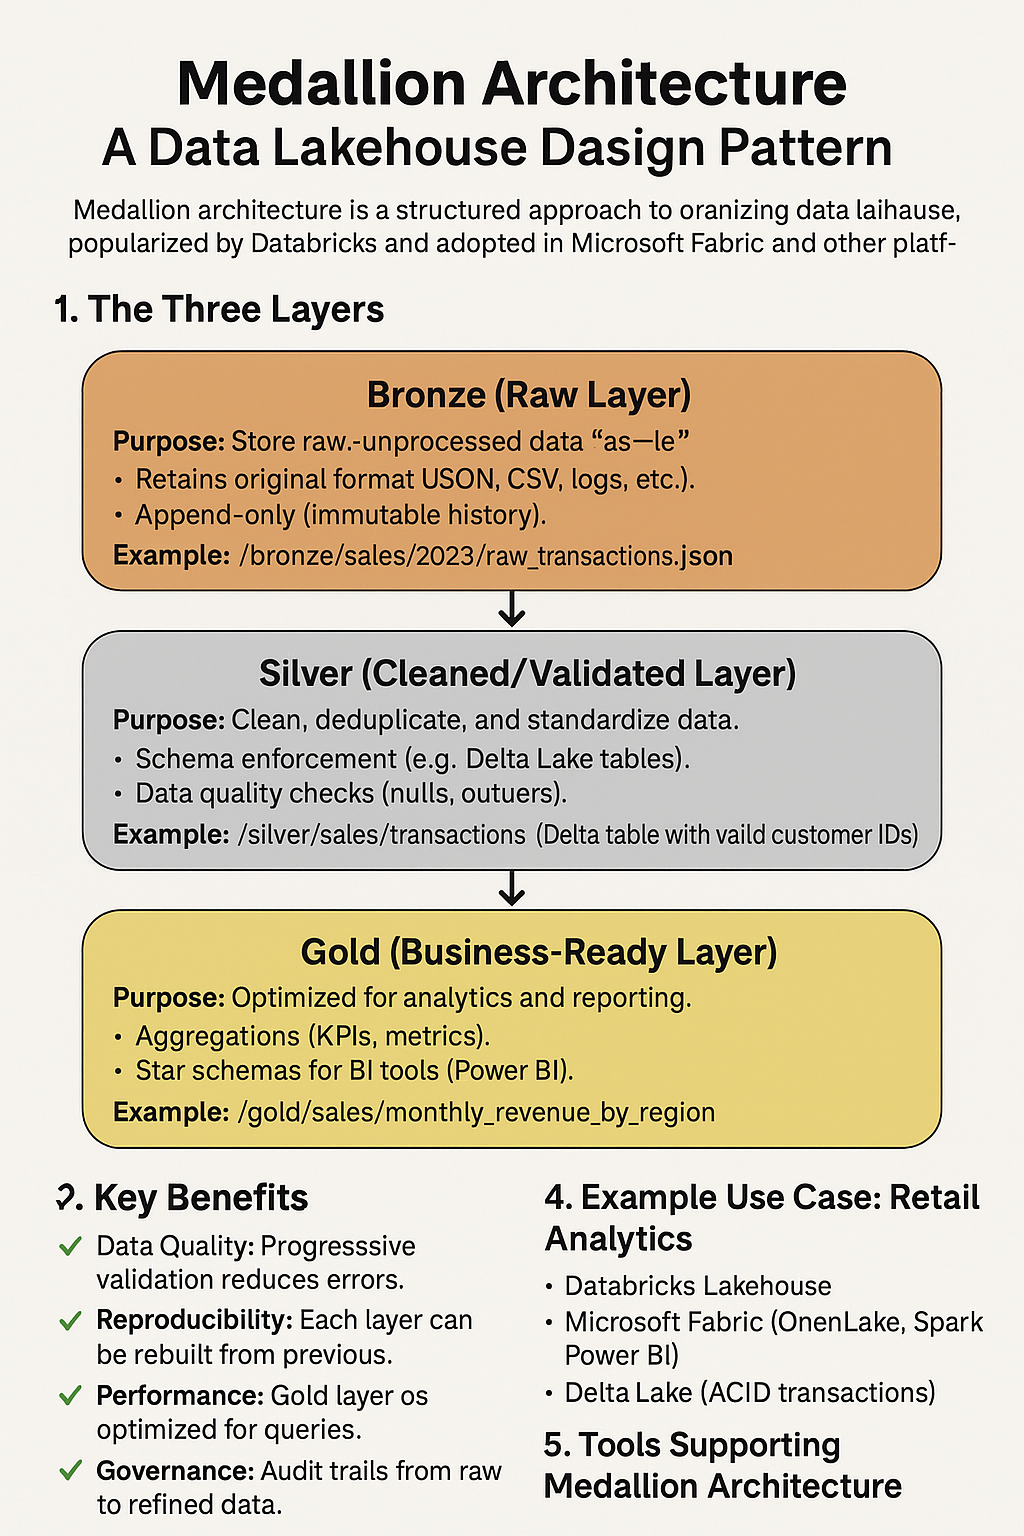 Medallion Architecture
A Data Lakehouse Dasign Pattern
Medallion architecture is a structured approach to oranizing data laihause,
popularized by Databricks and adopted in Microsoft Fabric and other platf-
1. The Three Layers
Bronze (Raw Layer)
Purpose: Store raw.-unprocessed data “as—le”
• Retains original format USON, CSV, logs, etc.).
• Append-only (immutable history).
Example: /bronze/sales/2023/raw_transactions.json
Silver (Cleaned/Validated Layer)
Purpose: Clean, deduplicate, and standardize data.
• Schema enforcement (e.g. Delta Lake tables).
• Data quality checks (nulls, outuers).
Example: /silver/sales/transactions (Delta table with vaild customer IDs)
Gold (Business-Ready Layer)
Purpose: Optimized for analytics and reporting.
• Aggregations (KPIs, metrics).
• Star schemas for BI tools (Power BI).
Example: /gold/sales/monthly_revenue_by_region
2. Key Benefits
✓ Data Quality: Progresssive
validation reduces errors.
✓ Reproducibility: Each layer can
be rebuilt from previous.
✓ Performance: Gold layer os
optimized for queries.
✓ Governance: Audit trails from raw
to refined data.
4. Example Use Case: Retail
Analytics
• Databricks Lakehouse
• Microsoft Fabric (OnenLake, Spark
Power BI)
• Delta Lake (ACID transactions)
5. Tools Supporting
Medallion Architecture